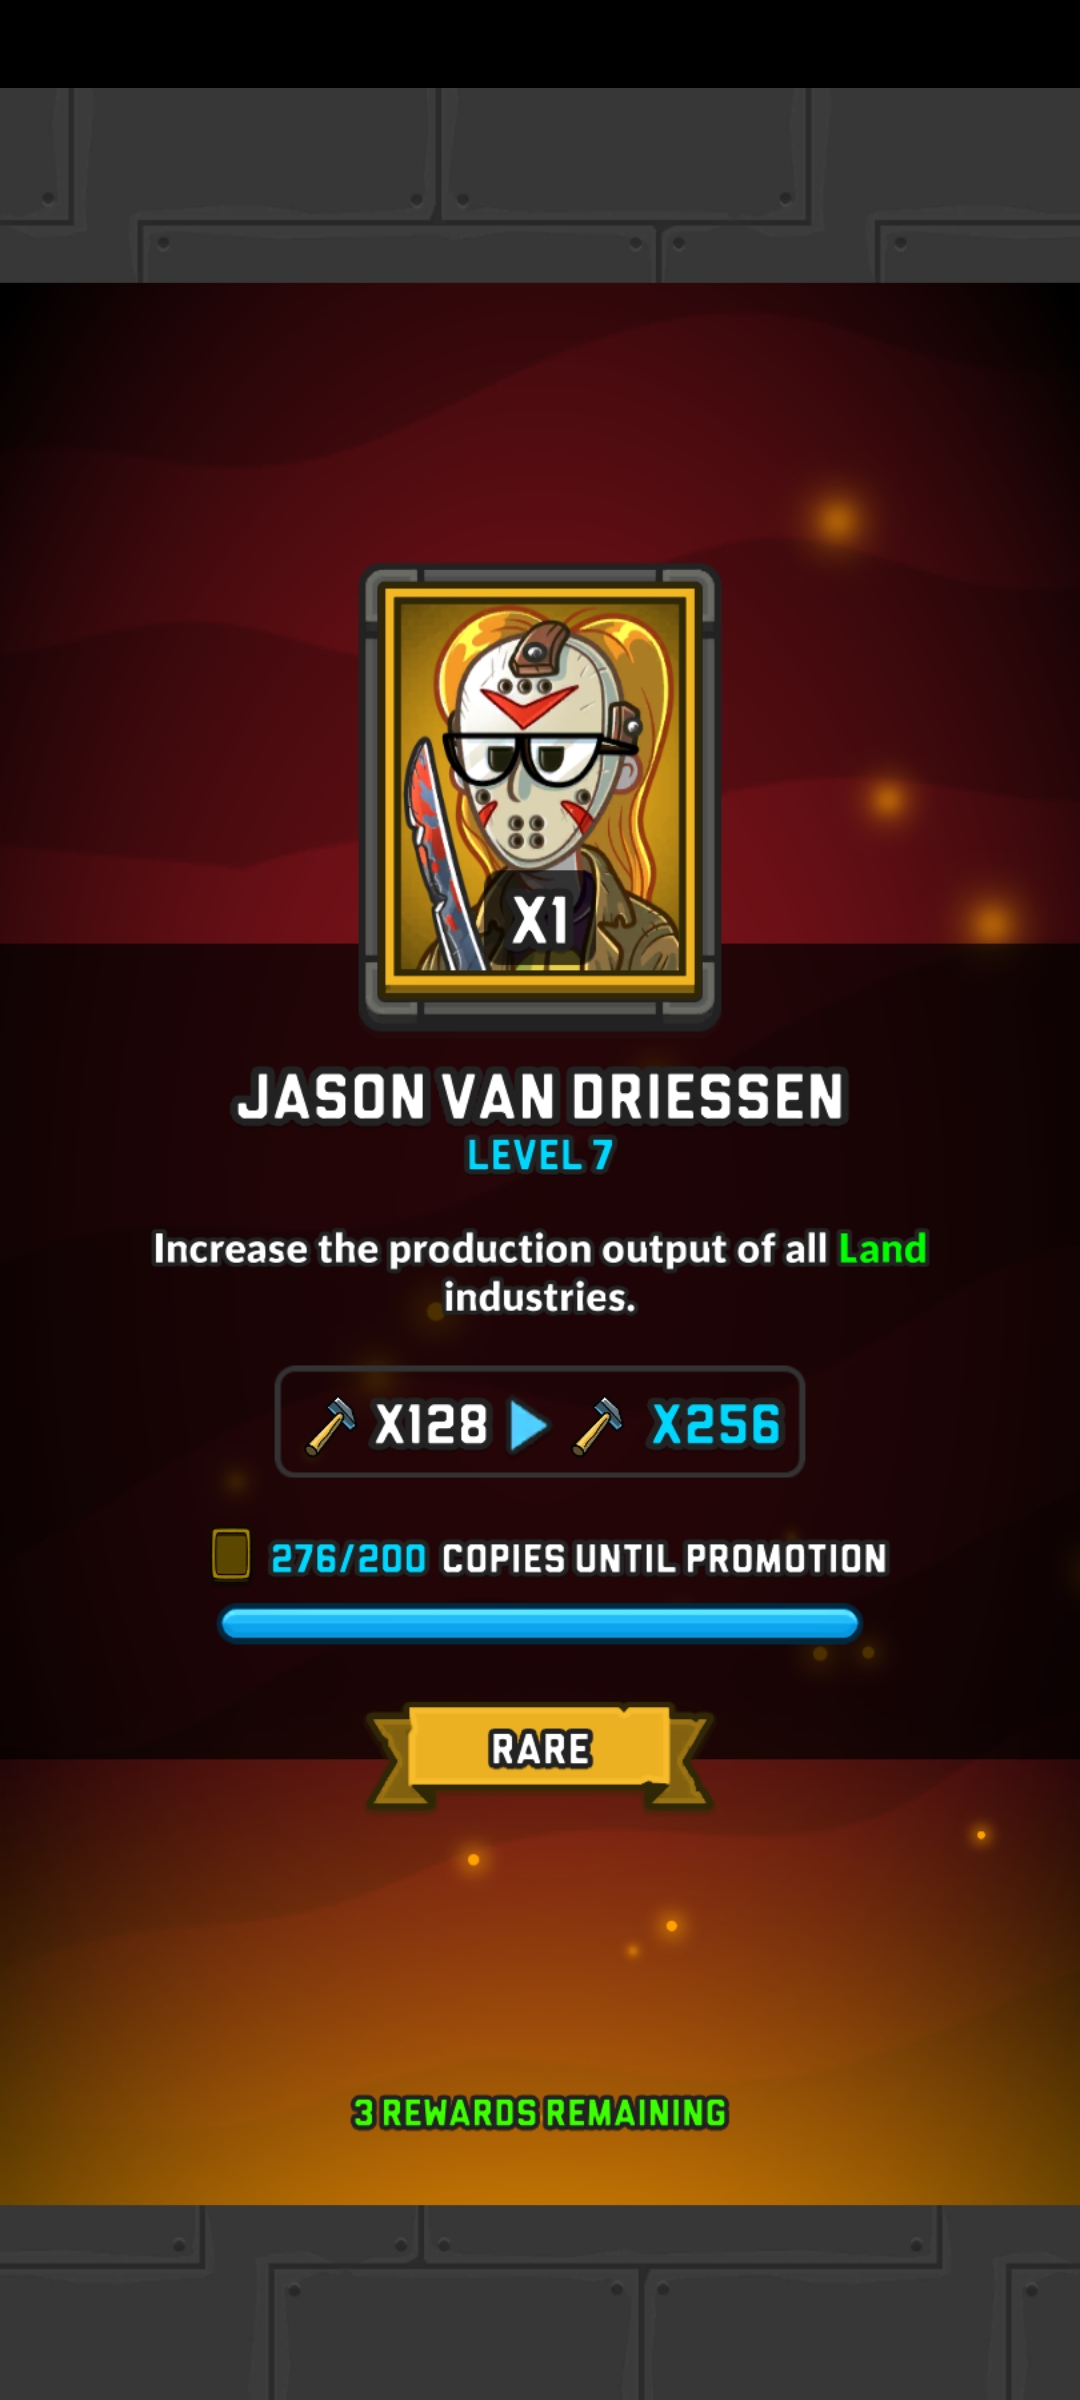 X1
JASON VAN DRIESSEN
LEVEL 7
Increase the production output of all Land
industries.
X128 X256
276/200 COPIES UNTIL PROMOTION
RARE
3 REWARDS REMAINING